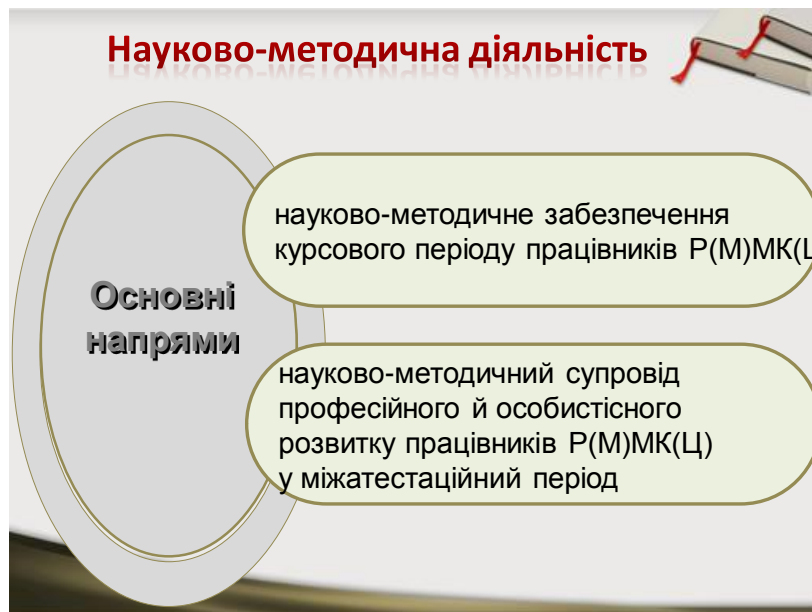 Науково-методична діяльність
Основні
напрями
науково-методичне забезпечення
курсового періоду працівників Р(М)МК(Ц
науково-методичний супровід
професійного й особистісного
розвитку працівників Р(М)МК(Ц)
у міжатестаційний період